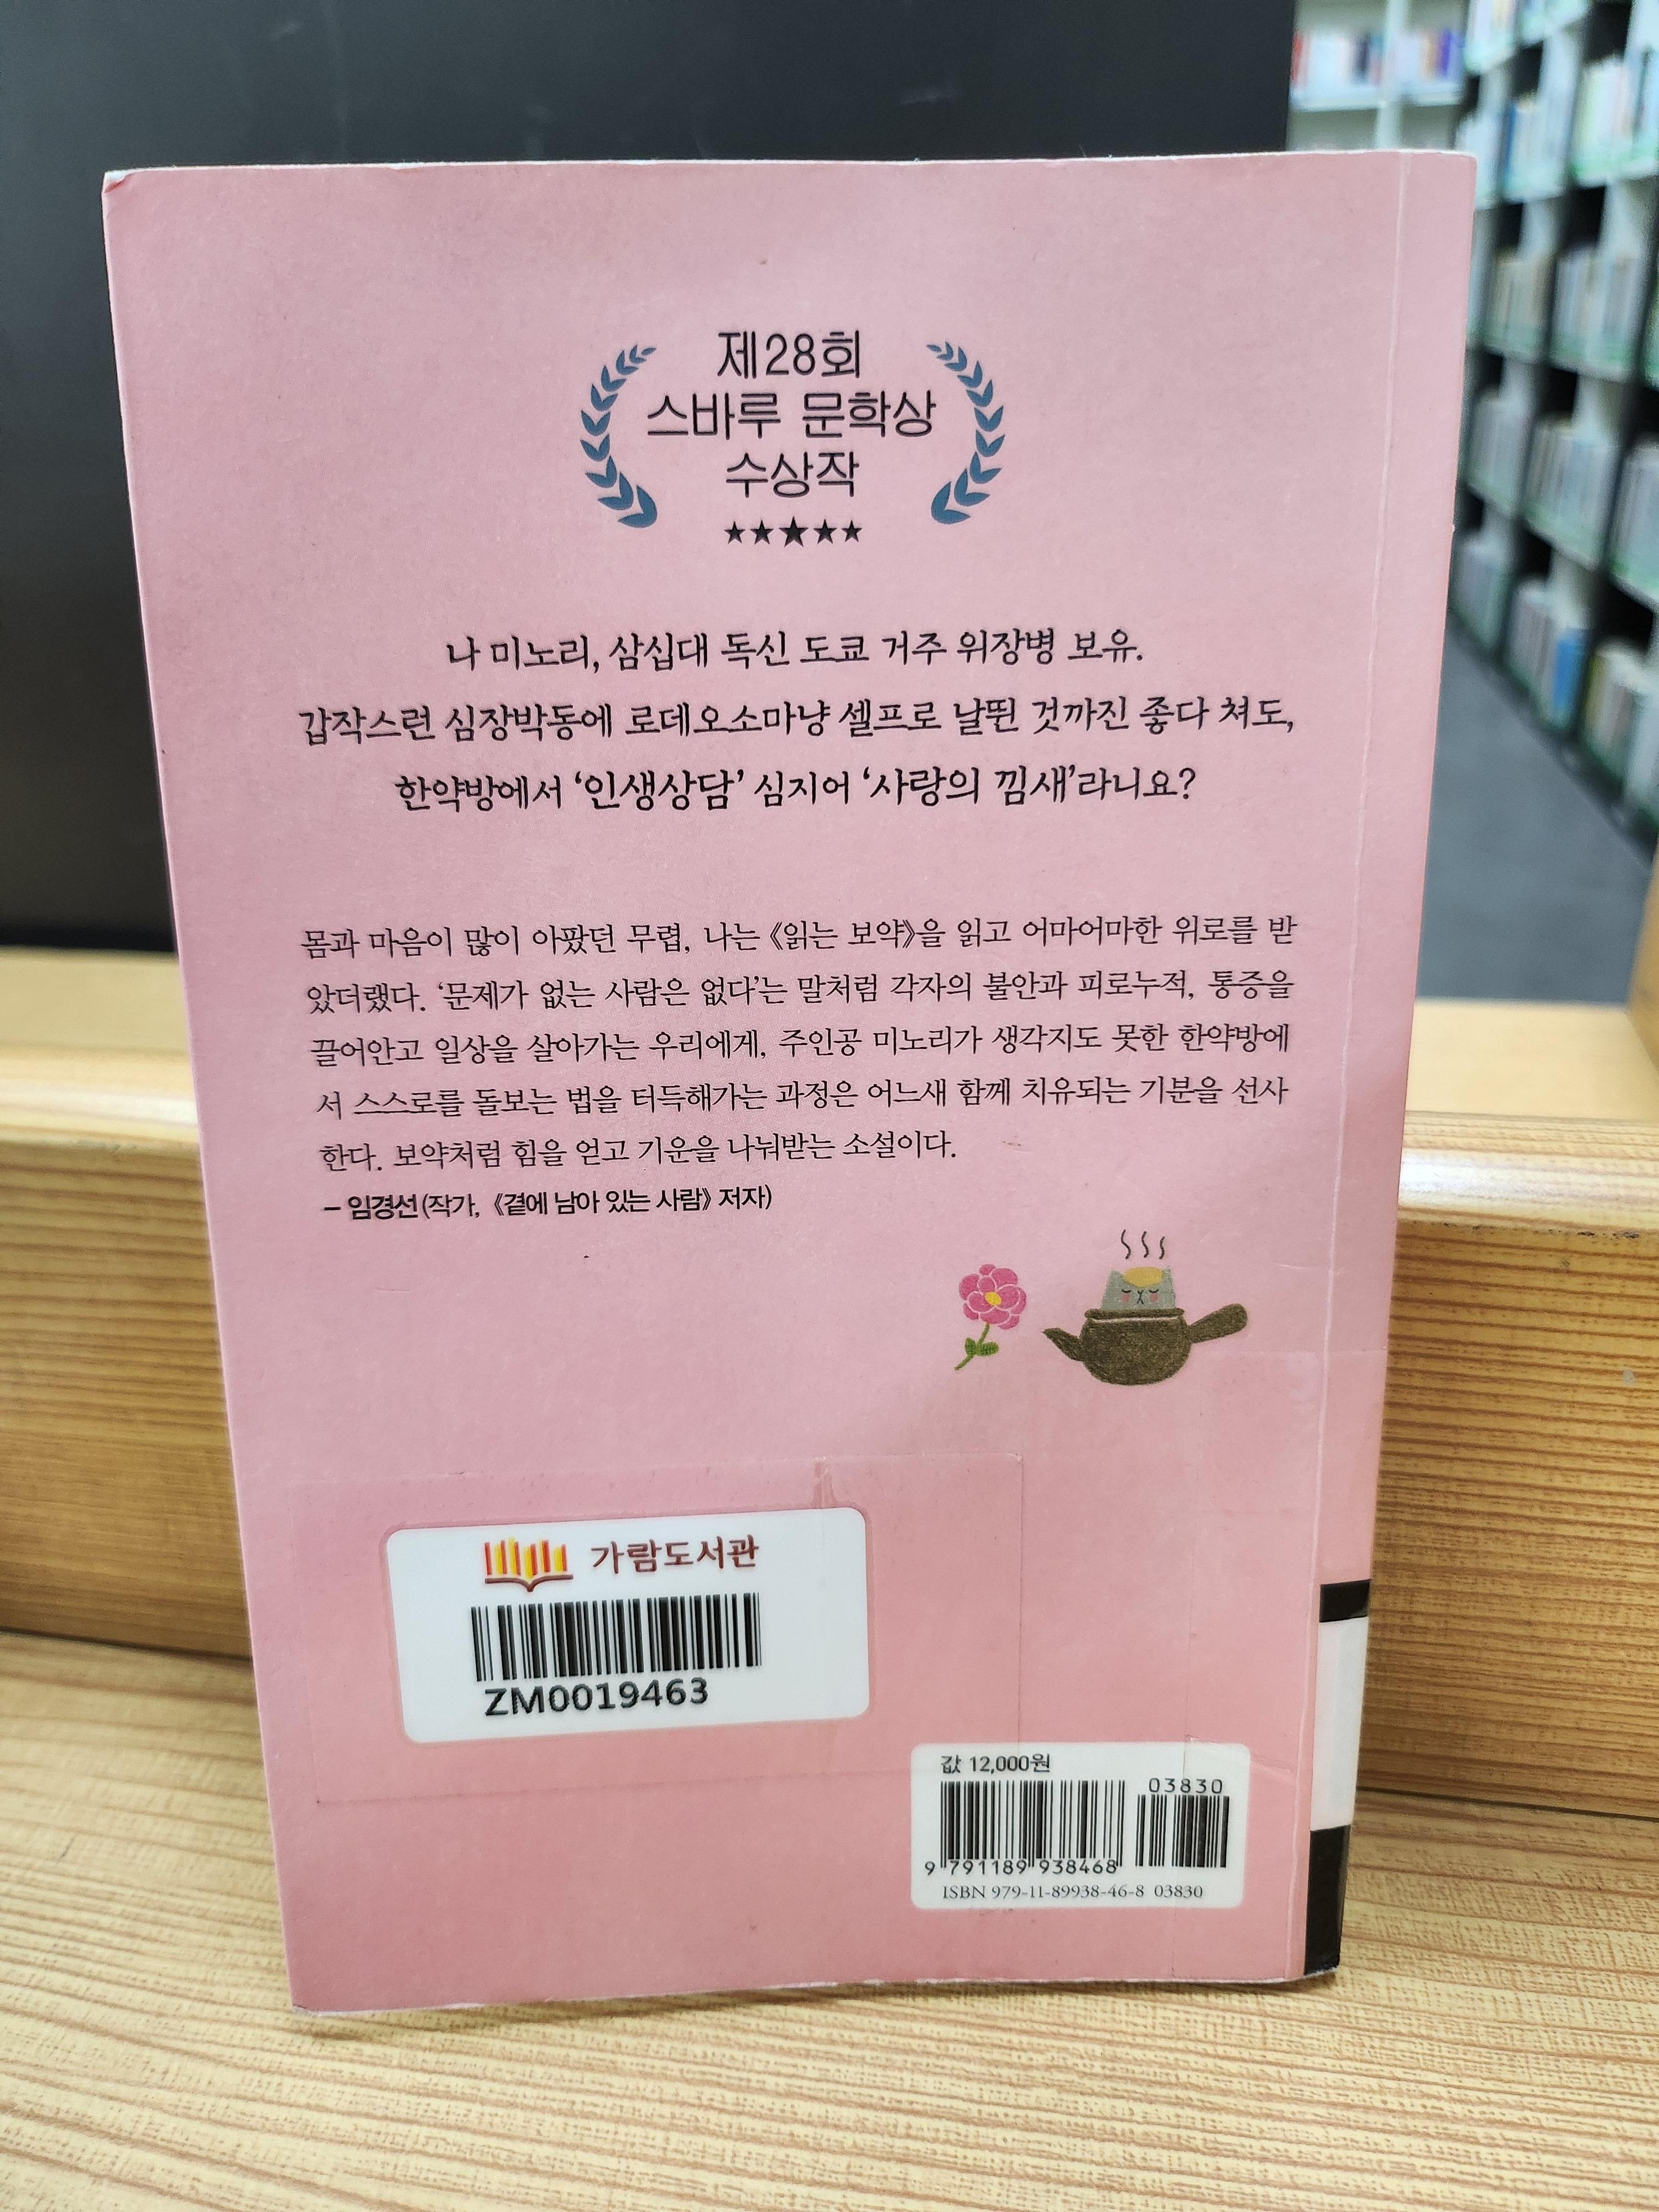 제28회
스바루 문학상
수상작
★★★★★
나 미노리, 삼십대 독신 도쿄 거주 위장병 보유.
갑작스런 심장박동에 로데오소마냥 셀프로 날뛴 것까진 좋다 쳐도,
한약방에서 ‘인생상담’ 심지어 ‘사랑의 낌새’라니요?
몸과 마음이 많이 아팠던 무렵, 나는 《읽는 보약》을 읽고 어마어마한 위로를 받
았더랬다. ‘문제가 없는 사람은 없다’는 말처럼 각자의 불안과 피로누적, 통증을
끌어안고 일상을 살아가는 우리에게, 주인공 미노리가 생각지도 못한 한약방에
서 스스로를 돌보는 법을 터득해가는 과정은 어느새 함께 치유되는 기분을 선사
한다. 보약처럼 힘을 얻고 기운을 나눠받는 소설이다.
– 임경선(작가, 《곁에 남아 있는 사람》 저자)
가람도서관
ZM0019463
값 12,000원
03830
9 791189 938468
ISBN 979-11-89938-46-8 03830